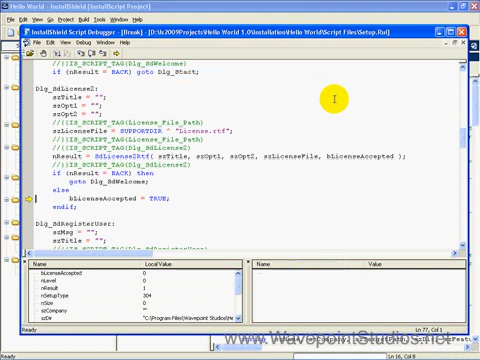 Hello World - InstallShield [InstallScript Project]
File Edit View Go Project Build Tools Window Help
InstallShield Script Debugger - [Break] - [D:\Is2009Projects\Hello World 1.0\Installation\Hello World\Script Files\Setup.Rul]
File Edit View Debug Window Help
//}}IS_SCRIPT_TAG(Dlg_SdWelcome)
if (nResult = BACK) goto Dlg_Start;
Dlg_SdLicense2:
szTitle = "";
szOpt1 = "";
szOpt2 = "";
//{{IS_SCRIPT_TAG(License_File_Path)
szLicenseFile = SUPPORTDIR ^ "License.rtf";
//}}IS_SCRIPT_TAG(License_File_Path)
//{{IS_SCRIPT_TAG(Dlg_SdLicense2)
nResult = SdLicense2Rtf( szTitle, szOpt1, szOpt2, szLicenseFile, bLicenseAccepted );
//}}IS_SCRIPT_TAG(Dlg_SdLicense2)
if (nResult = BACK) then
goto Dlg_SdWelcome;
else
bLicenseAccepted = TRUE;
endif;
Dlg_SdRegisterUser:
szMsg = "";
szTitle = "";
//{{IS_SCRIPT_TAG(Dlg_SdRegisterUser)
Name Local Value Name Value
bLicenseAccepted 0
nLevel 0
nResult 1
nSetupType 304
nSize 0
szCompany ""
szDir "C:\Program Files\Wavepoint Studios\He
Ready Ln 77, Col 1
www.WavepointStudios.net
Ready